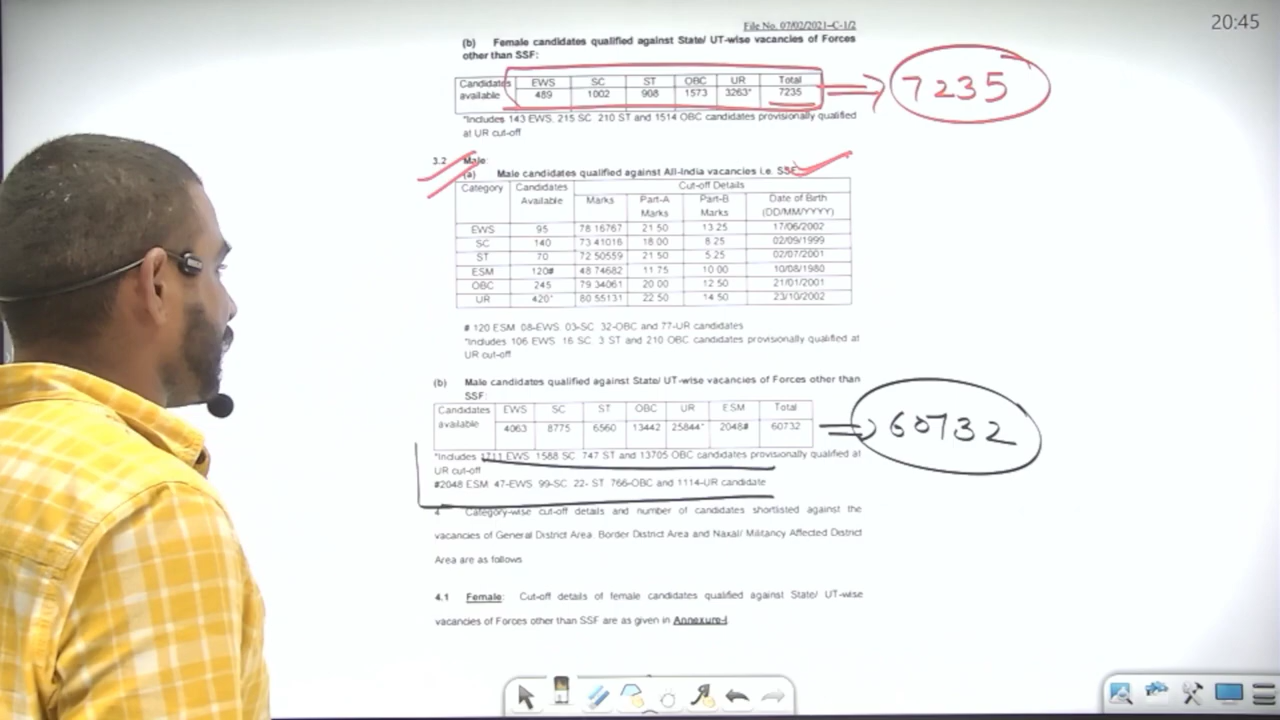 20:45
File No. 07/02/2021-C-1/2
(b) Female candidates qualified against State/ UT-wise vacancies of Forces
other than SSF:
Candidates available EWS SC ST OBC UR Total
489 1002 908 1573 3263* 7235
7235
*Includes 143 EWS, 215 SC, 210 ST and 1514 OBC candidates provisionally qualified
at UR cut-off
3.2 Male:
(a) Male candidates qualified against All-India vacancies i.e. SSF
Category Candidates Available Cut-off Details
Marks Part-A Marks Part-B Marks Date of Birth (DD/MM/YYYY)
EWS 95 78.16767 21.50 13.25 17/06/2002
SC 140 73.41016 18.00 8.25 02/09/1999
ST 70 72.50559 21.50 5.25 02/07/2001
ESM 120# 48.74682 11.75 10.00 10/08/1980
OBC 245 79.34061 20.00 12.50 21/01/2001
UR 420* 80.55131 22.50 14.50 23/10/2002
# 120 ESM: 08-EWS, 03-SC, 32-OBC and 77-UR candidates
*Includes 106 EWS, 16 SC, 3 ST and 210 OBC candidates provisionally qualified at
UR cut-off
(b) Male candidates qualified against State/ UT-wise vacancies of Forces other than
SSF:
Candidates available EWS SC ST OBC UR ESM Total
4063 8775 6560 13442 25844* 2048# 60732
60732
*Includes 1711 EWS, 1588 SC, 747 ST and 13705 OBC candidates provisionally qualified at
UR cut-off
#2048 ESM: 47-EWS, 99-SC, 22- ST, 766-OBC and 1114-UR candidate
4 Category-wise cut-off details and number of candidates shortlisted against the
vacancies of General District Area, Border District Area and Naxal/ Militancy Affected District
Area are as follows
4.1 Female: Cut-off details of female candidates qualified against State/ UT-wise
vacancies of Forces other than SSF are as given in Annexure-I